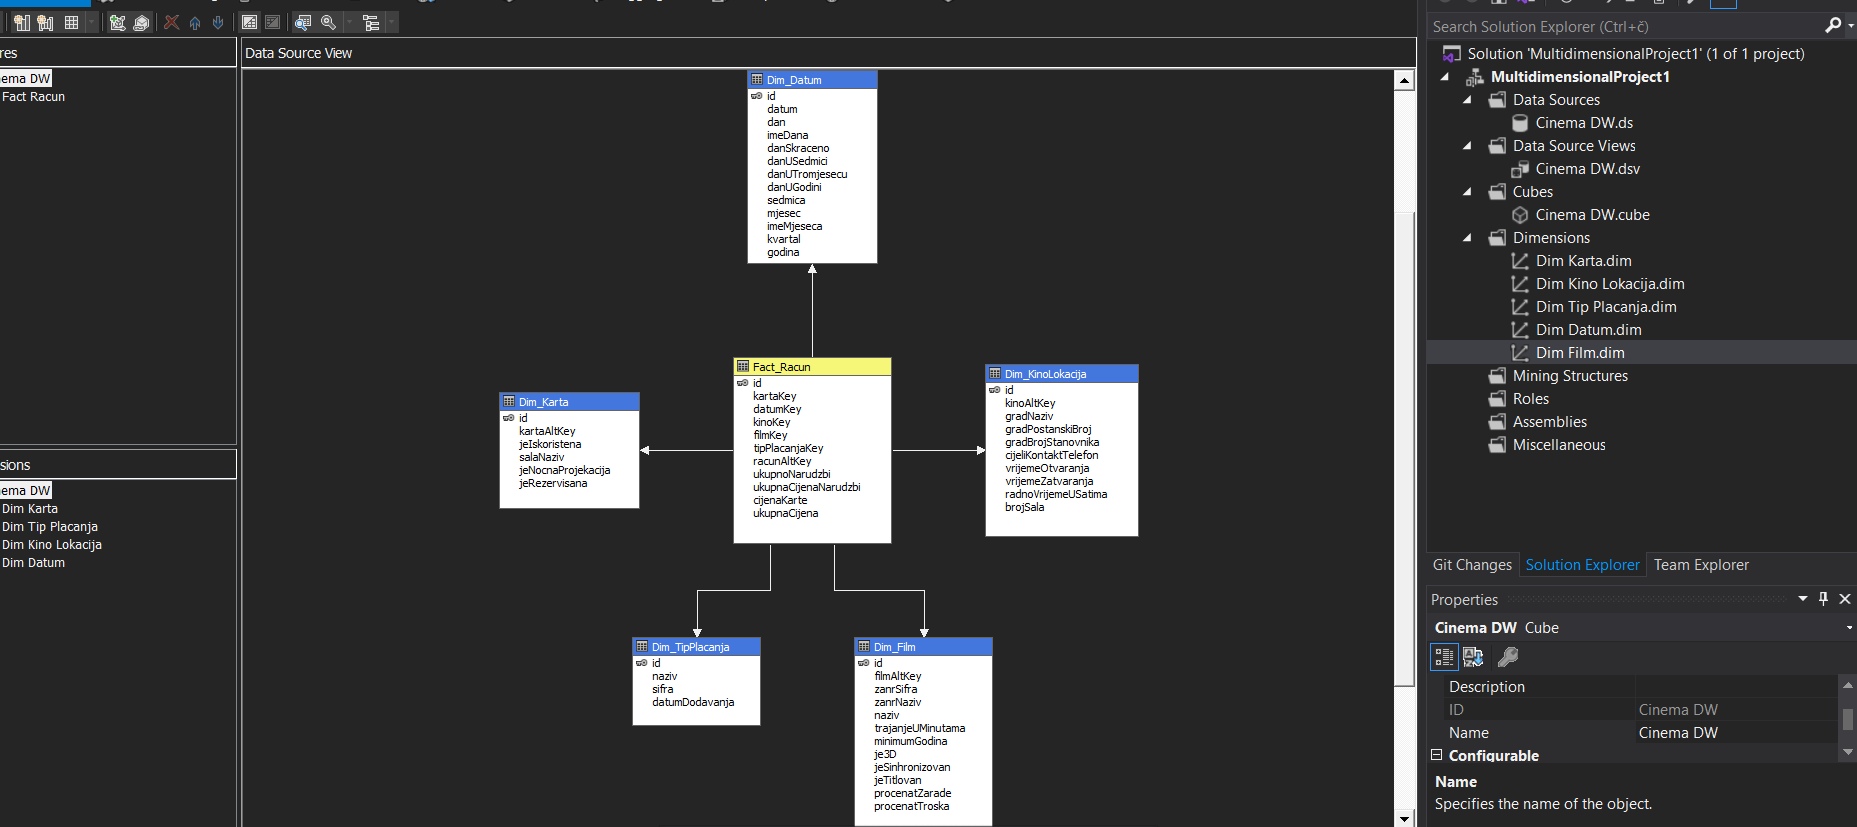 res
ema DW
Fact Racun
sions
ema DW
Dim Karta
Dim Tip Placanja
Dim Kino Lokacija
Dim Datum
Data Source View
Dim_Datum
id
datum
dan
imeDana
danSkraceno
danUSedmici
danUTromjesecu
danUGodini
sedmica
mjesec
imeMjeseca
kvartal
godina
Dim_Karta
id
kartaAltKey
jeIskoristena
salaNaziv
jeNocnaProjekacija
jeRezervisana
Fact_Racun
id
kartaKey
datumKey
kinoKey
filmKey
tipPlacanjaKey
racunAltKey
ukupnoNarudzbi
ukupnaCijenaNarudzbi
cijenaKarte
ukupnaCijena
Dim_KinoLokacija
id
kinoAltKey
gradNaziv
gradPostanskiBroj
gradBrojStanovnika
cijeliKontaktTelefon
vrijemeOtvaranja
vrijemeZatvaranja
radnoVrijemeUSatima
brojSala
Dim_TipPlacanja
id
naziv
sifra
datumDodavanja
Dim_Film
id
filmAltKey
zanrSifra
zanrNaziv
naziv
trajanjeUMinutama
minimumGodina
je3D
jeSinhronizovan
jeTitlovan
procenatZarade
procenatTroska
Search Solution Explorer (Ctrl+č)
Solution 'MultidimensionalProject1' (1 of 1 project)
MultidimensionalProject1
Data Sources
Cinema DW.ds
Data Source Views
Cinema DW.dsv
Cubes
Cinema DW.cube
Dimensions
Dim Karta.dim
Dim Kino Lokacija.dim
Dim Tip Placanja.dim
Dim Datum.dim
Dim Film.dim
Mining Structures
Roles
Assemblies
Miscellaneous
Git Changes Solution Explorer Team Explorer
Properties
Cinema DW Cube
Description
ID Cinema DW
Name Cinema DW
Configurable
Name
Specifies the name of the object.